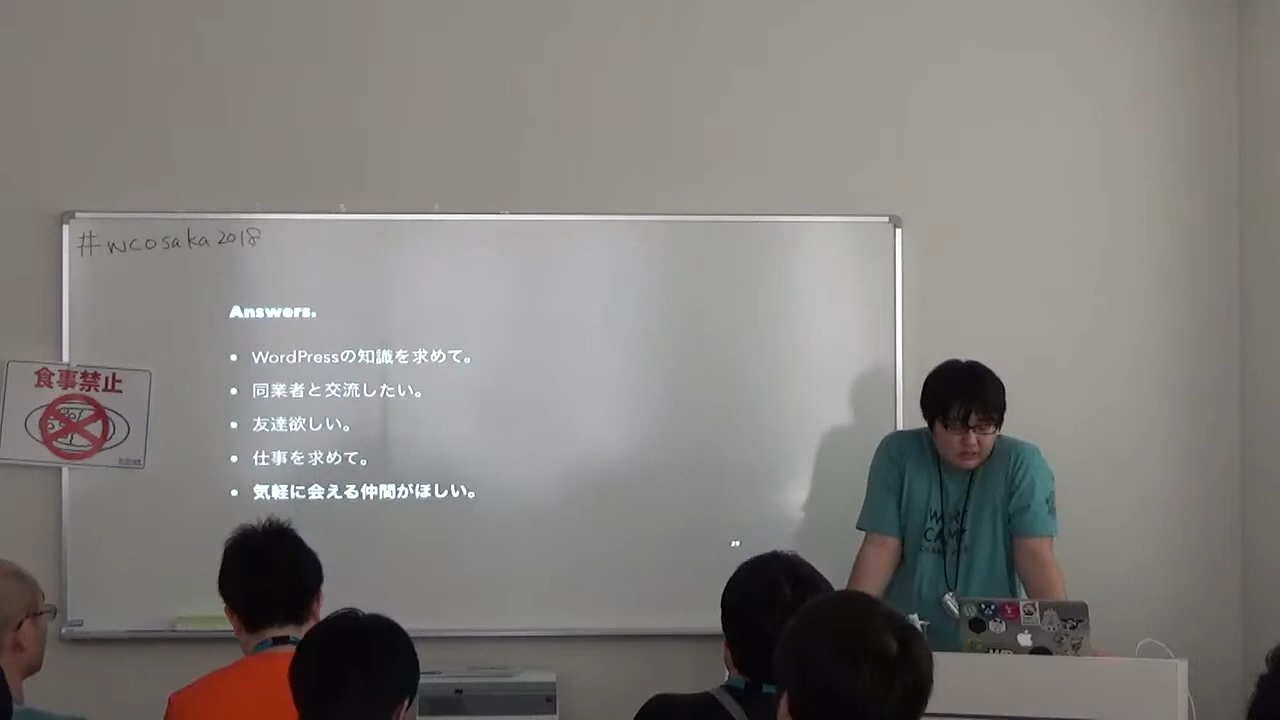 #wcosaka2018
Answers.
• WordPressの知識を求めて。
• 同業者と交流したい。
• 友達欲しい。
• 仕事を求めて。
• 気軽に会える仲間がほしい。
食事禁止